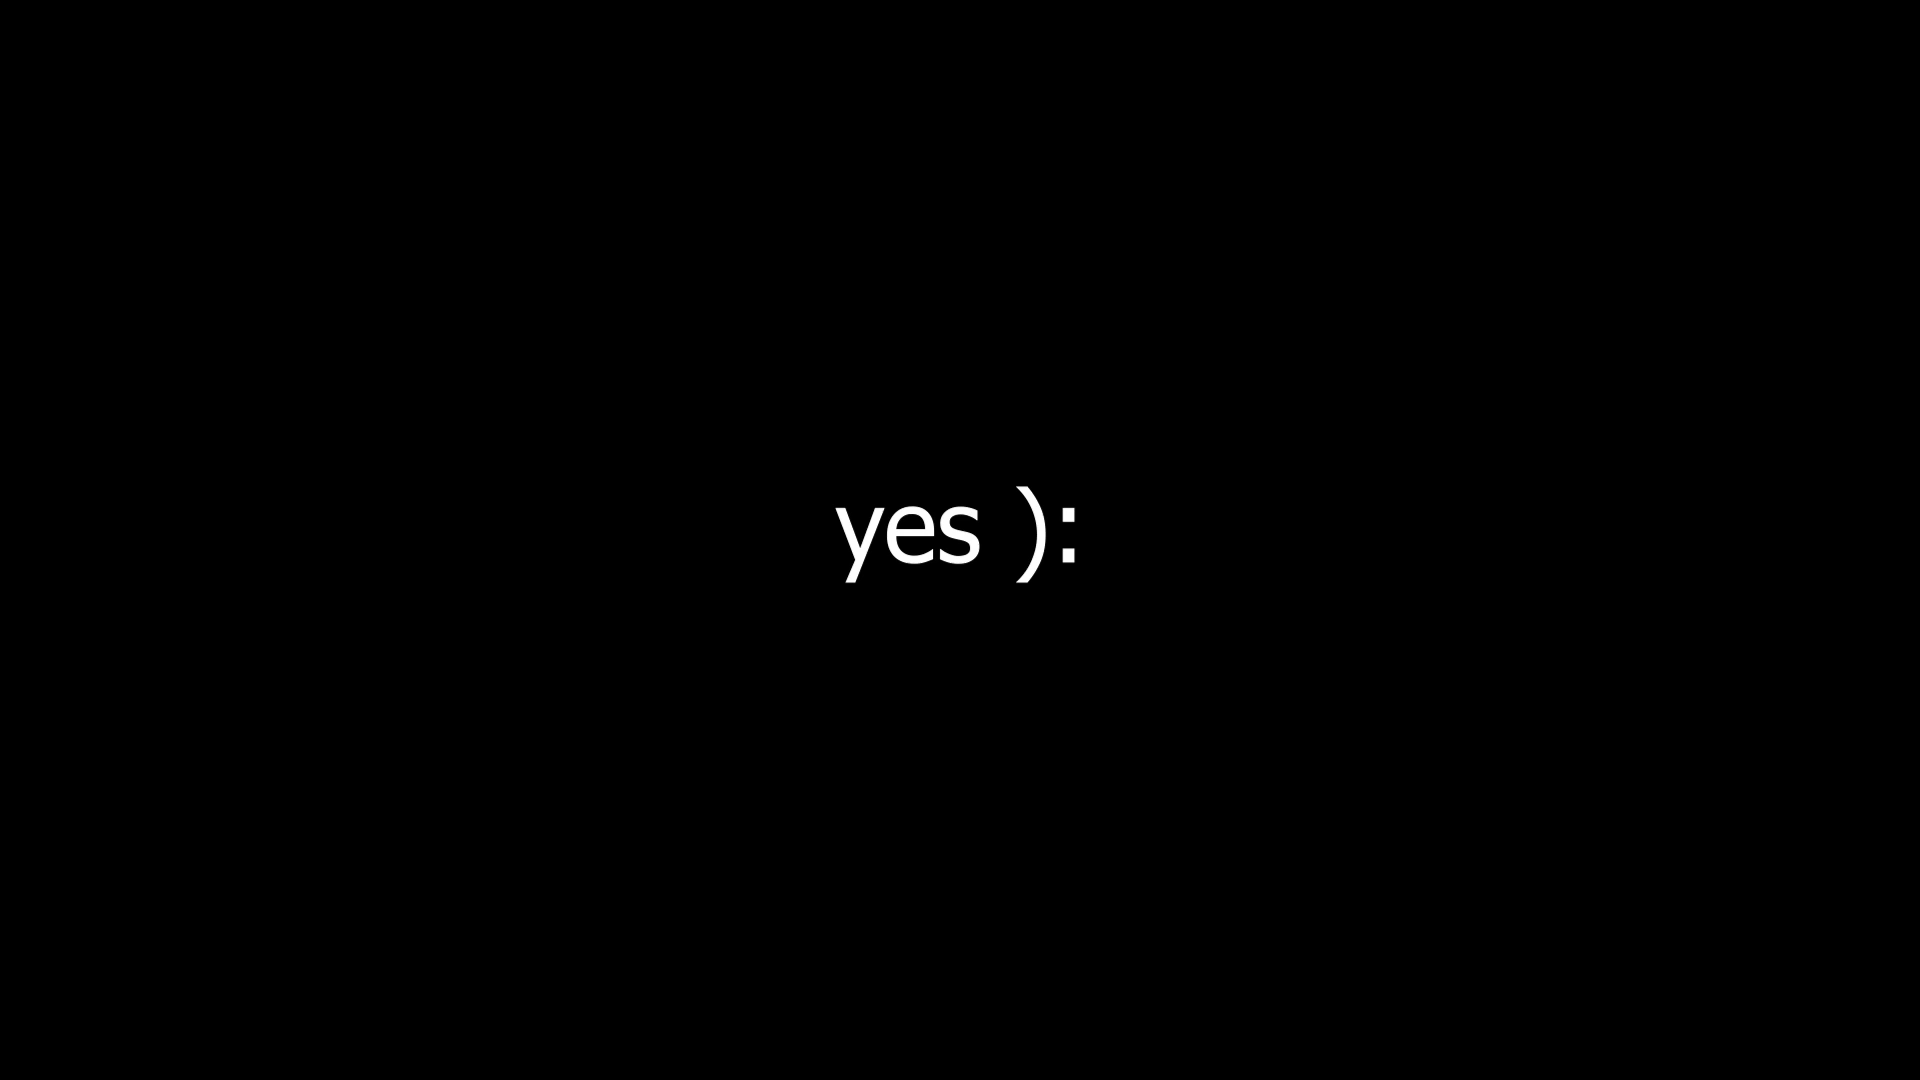 yes ):